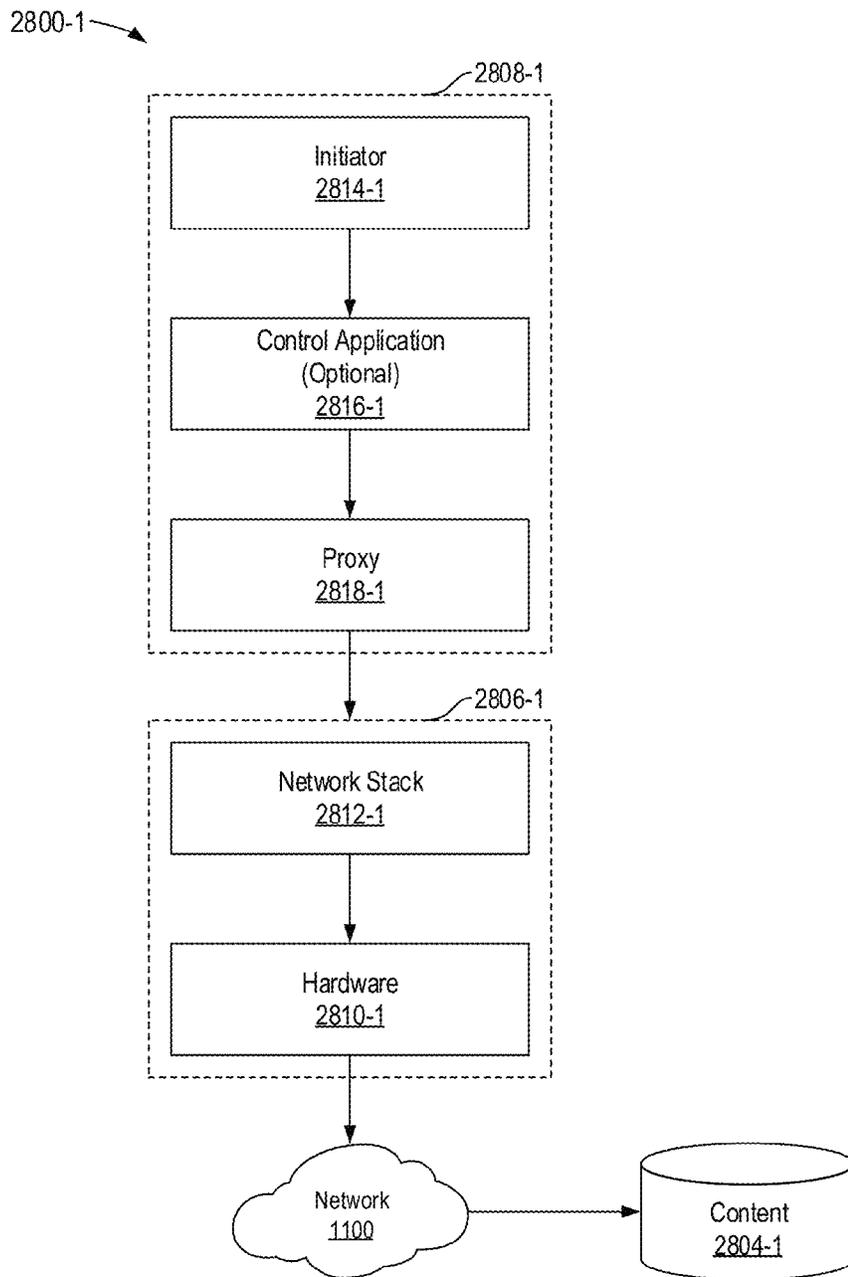 2800-1
2808-1
Initiator
2814-1
Control Application
(Optional)
2816-1
Proxy
2818-1
2806-1
Network Stack
2812-1
Hardware
2810-1
Network
1100
Content
2804-1